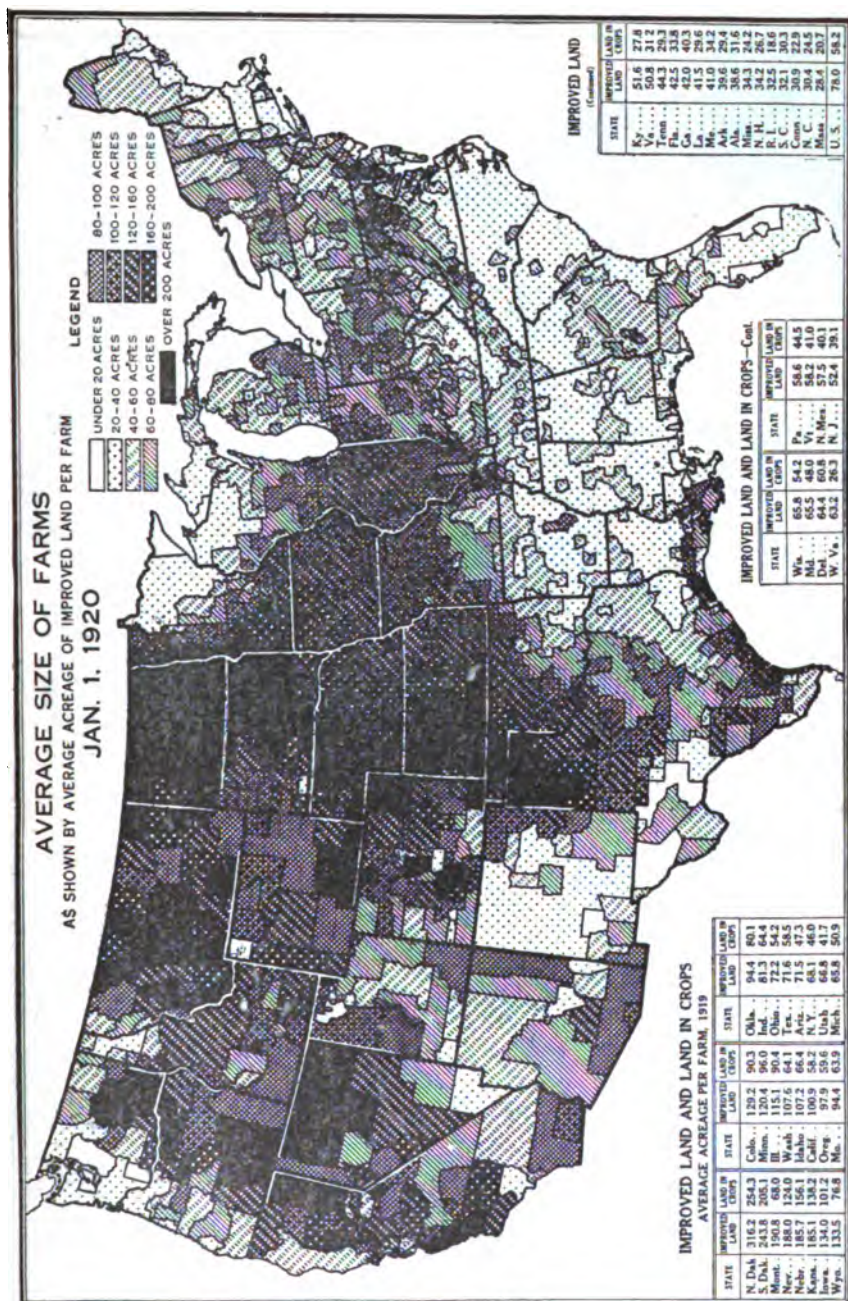 AVERAGE SIZE OF FARMS
AS SHOWN BY AVERAGE ACREAGE OF IMPROVED LAND PER FARM
JAN. 1. 1920
LEGEND
UNDER 20 ACRES
20-40 ACRES
40-60 ACRES
60-80 ACRES
80-100 ACRES
100-120 ACRES
120-160 ACRES
160-200 ACRES
OVER 200 ACRES
IMPROVED LAND AND LAND IN CROPS
AVERAGE ACREAGE PER FARM, 1919
STATE IMPROVED LAND LAND IN CROPS STATE IMPROVED LAND LAND IN CROPS STATE IMPROVED LAND LAND IN CROPS
N. Dak 316.2 254.3 Colo. . 129.2 90.3 Okla. . 94.4 80.1
S. Dak. 243.8 205.1 Minn. . 120.4 96.0 Ind. . . 81.3 64.4
Mont. . 190.8 68.0 Ill. . . . 115.1 90.4 Ohio. . 72.2 54.2
Nev. . . 188.0 124.0 Wash . 107.6 64.1 Tex. . . 71.6 58.5
Nebr. . 185.7 156.1 Idaho . 107.2 66.4 Ariz. . . 71.5 47.3
Kans. . 185.1 138.2 Calif. . 100.9 58.2 N. Y. . . 68.1 46.0
Iowa. . 134.0 101.2 Oreg. . 97.9 59.6 Utah . 66.8 41.7
Wyo. . 133.5 76.8 Mo. . . 94.4 63.9 Mich. . 65.8 50.9
IMPROVED LAND AND LAND IN CROPS—Cont.
STATE IMPROVED LAND LAND IN CROPS STATE IMPROVED LAND LAND IN CROPS
Wis. . . . 65.8 54.2 Pa. . . . 58.6 44.5
Md. . . . 65.5 48.0 Vt. . . . 58.2 41.0
Del. . . . 64.4 60.8 N. Mex. 57.5 40.1
W. Va. . 63.2 26.3 N. J. . . 52.4 39.1
IMPROVED LAND
(Continued)
STATE IMPROVED LAND LAND IN CROPS
Ky. . . . 51.6 27.8
Va. . . . 50.8 31.2
Tenn . . 44.3 29.3
Fla. . . . 42.5 33.8
Ga. . . . 42.0 40.3
La. . . . 41.5 29.6
Me. . . . 41.0 34.2
Ark . . . 39.6 29.4
Ala. . . . 38.6 31.6
Miss. . . 34.3 24.2
N. H. . . 34.2 26.7
R. I. . . . 32.5 18.6
S. C. . . 32.1 30.3
Conn. . 30.9 22.9
N. C. . . 30.4 24.5
Mass . . 28.4 20.7
U. S. . . 78.0 58.2